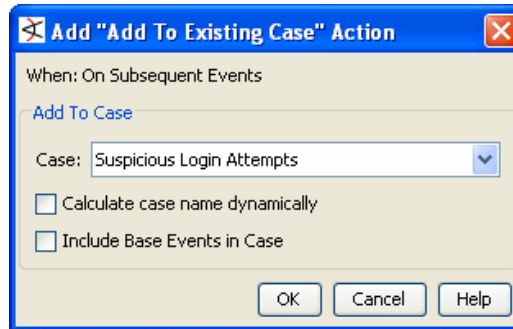 Add "Add To Existing Case" Action
When: On Subsequent Events
Add To Case
Case: Suspicious Login Attempts
Calculate case name dynamically
Include Base Events in Case
OK Cancel Help